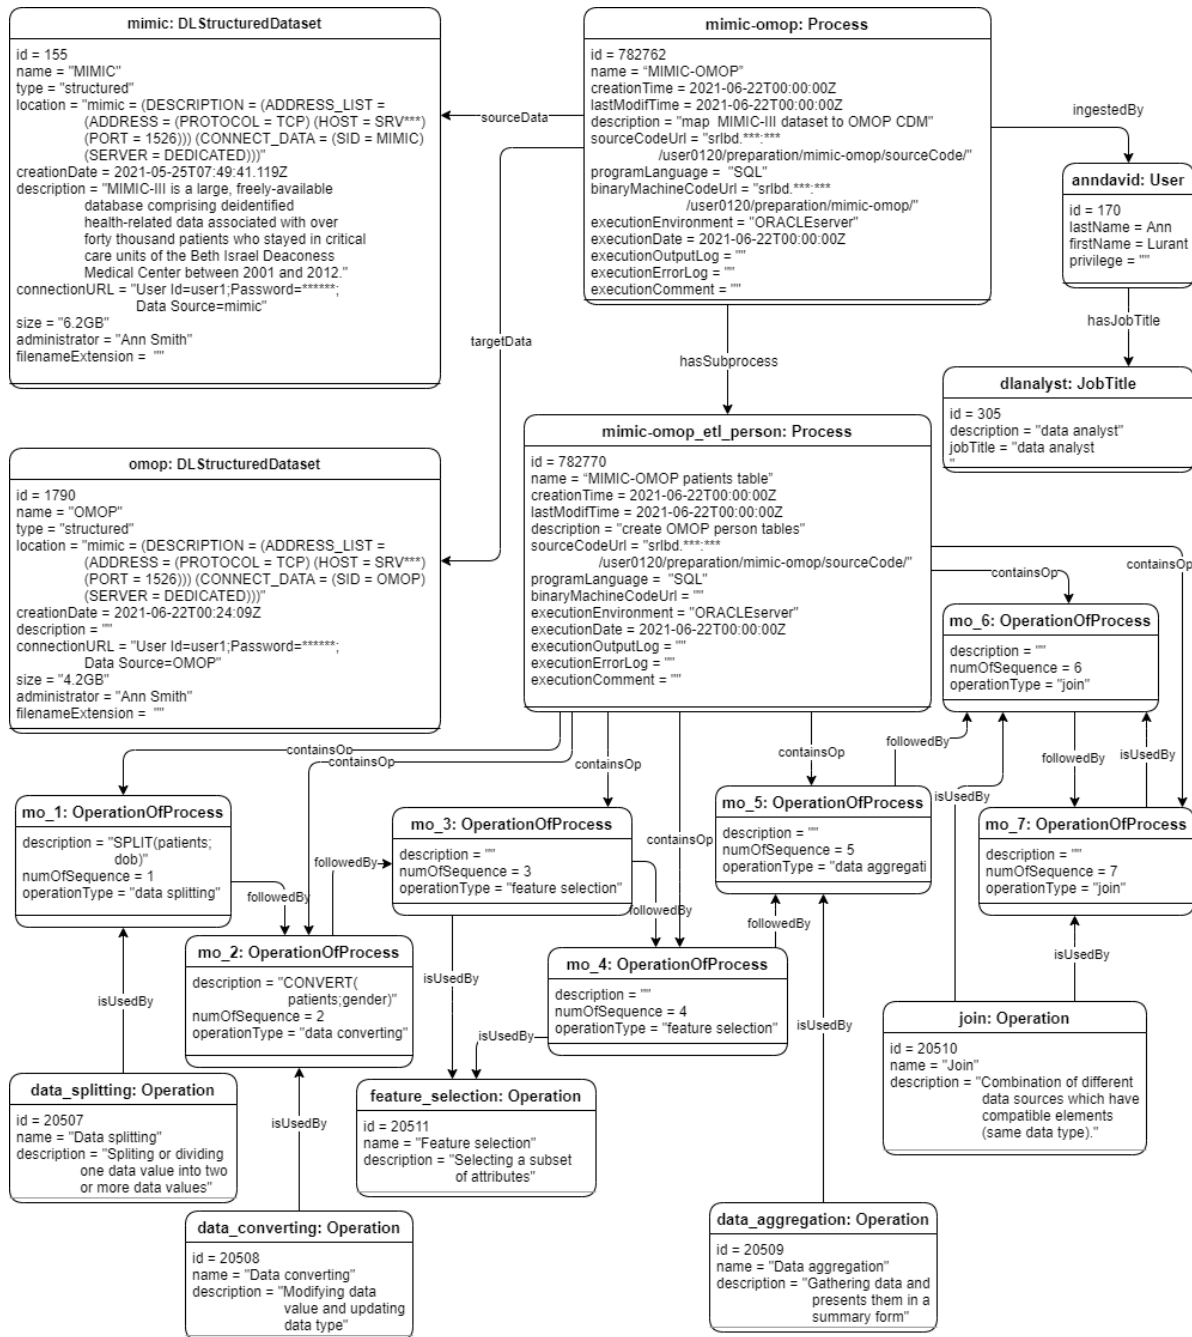 mimic: DLStructuredDataset
id = 155
name = "MIMIC"
type = "structured"
location = "mimic = (DESCRIPTION = (ADDRESS_LIST =
(ADDRESS = (PROTOCOL = TCP) (HOST = SRV***)
(PORT = 1526))) (CONNECT_DATA = (SID = MIMIC)
(SERVER = DEDICATED)))"
creationDate = 2021-05-25T07:49:41.119Z
description = "MIMIC-III is a large, freely-available
database comprising deidentified
health-related data associated with over
forty thousand patients who stayed in critical
care units of the Beth Israel Deaconess
Medical Center between 2001 and 2012."
connectionURL = "User Id=user1;Password=******;
Data Source=mimic"
size = "6.2GB"
administrator = "Ann Smith"
filenameExtension = ""
sourceData
mimic-omop: Process
id = 782762
name = “MIMIC-OMOP"
creationTime = 2021-06-22T00:00:00Z
lastModifTime = 2021-06-22T00:00:00Z
description = "map MIMIC-III dataset to OMOP CDM"
sourceCodeUrl = "srlbd.***:***
/user0120/preparation/mimic-omop/sourceCode/"
programLanguage = "SQL"
binaryMachineCodeUrl = "srlbd.***:***
/user0120/preparation/mimic-omop/"
executionEnvironment = "ORACLEserver"
executionDate = 2021-06-22T00:00:00Z
executionOutputLog = ""
executionErrorLog = ""
executionComment = ""
ingestedBy
anndavid: User
id = 170
lastName = Ann
firstName = Lurant
privilege = ""
hasJobTitle
targetData
hasSubprocess
dlanalyst: JobTitle
id = 305
description = "data analyst"
jobTitle = "data analyst
"
omop: DLStructuredDataset
id = 1790
name = "OMOP"
type = "structured"
location = "mimic = (DESCRIPTION = (ADDRESS_LIST =
(ADDRESS = (PROTOCOL = TCP) (HOST = SRV***)
(PORT = 1526))) (CONNECT_DATA = (SID = OMOP)
(SERVER = DEDICATED)))"
creationDate = 2021-06-22T00:24:09Z
description = ""
connectionURL = "User Id=user1;Password=******;
Data Source=OMOP"
size = "4.2GB"
administrator = "Ann Smith"
filenameExtension = ""
mimic-omop_etl_person: Process
id = 782770
name = “MIMIC-OMOP patients table"
creationTime = 2021-06-22T00:00:00Z
lastModifTime = 2021-06-22T00:00:00Z
description = "create OMOP person tables"
sourceCodeUrl = "srlbd.***:***
/user0120/preparation/mimic-omop/sourceCode/"
programLanguage = "SQL"
binaryMachineCodeUrl = ""
executionEnvironment = "ORACLEserver"
executionDate = 2021-06-22T00:00:00Z
executionOutputLog = ""
executionErrorLog = ""
executionComment = ""
containsOp
containsOp
mo_6: OperationOfProcess
description = ""
numOfSequence = 6
operationType = "join"
containsOp
containsOp
containsOp
containsOp
followedBy
followedBy
isUsedBy
mo_1: OperationOfProcess
description = "SPLIT(patients;
dob)"
numOfSequence = 1
operationType = "data splitting"
followedBy
followedBy
mo_3: OperationOfProcess
description = ""
numOfSequence = 3
operationType = "feature selection"
containsOp
followedBy
mo_5: OperationOfProcess
description = ""
numOfSequence = 5
operationType = "data aggregati
isUsedBy
mo_7: OperationOfProcess
description = ""
numOfSequence = 7
operationType = "join"
followedBy
mo_2: OperationOfProcess
description = "CONVERT(
patients;gender)"
numOfSequence = 2
operationType = "data converting"
isUsedBy
isUsedBy
mo_4: OperationOfProcess
description = ""
numOfSequence = 4
operationType = "feature selection"
isUsedBy
isUsedBy
isUsedBy
join: Operation
id = 20510
name = "Join"
description = "Combination of different
data sources which have
compatible elements
(same data type)."
data_splitting: Operation
id = 20507
name = "Data splitting"
description = "Spliting or dividing
one data value into two
or more data values"
isUsedBy
feature_selection: Operation
id = 20511
name = "Feature selection"
description = "Selecting a subset
of attributes"
data_converting: Operation
id = 20508
name = "Data converting"
description = "Modifying data
value and updating
data type"
data_aggregation: Operation
id = 20509
name = "Data aggregation"
description = "Gathering data and
presents them in a
summary form"